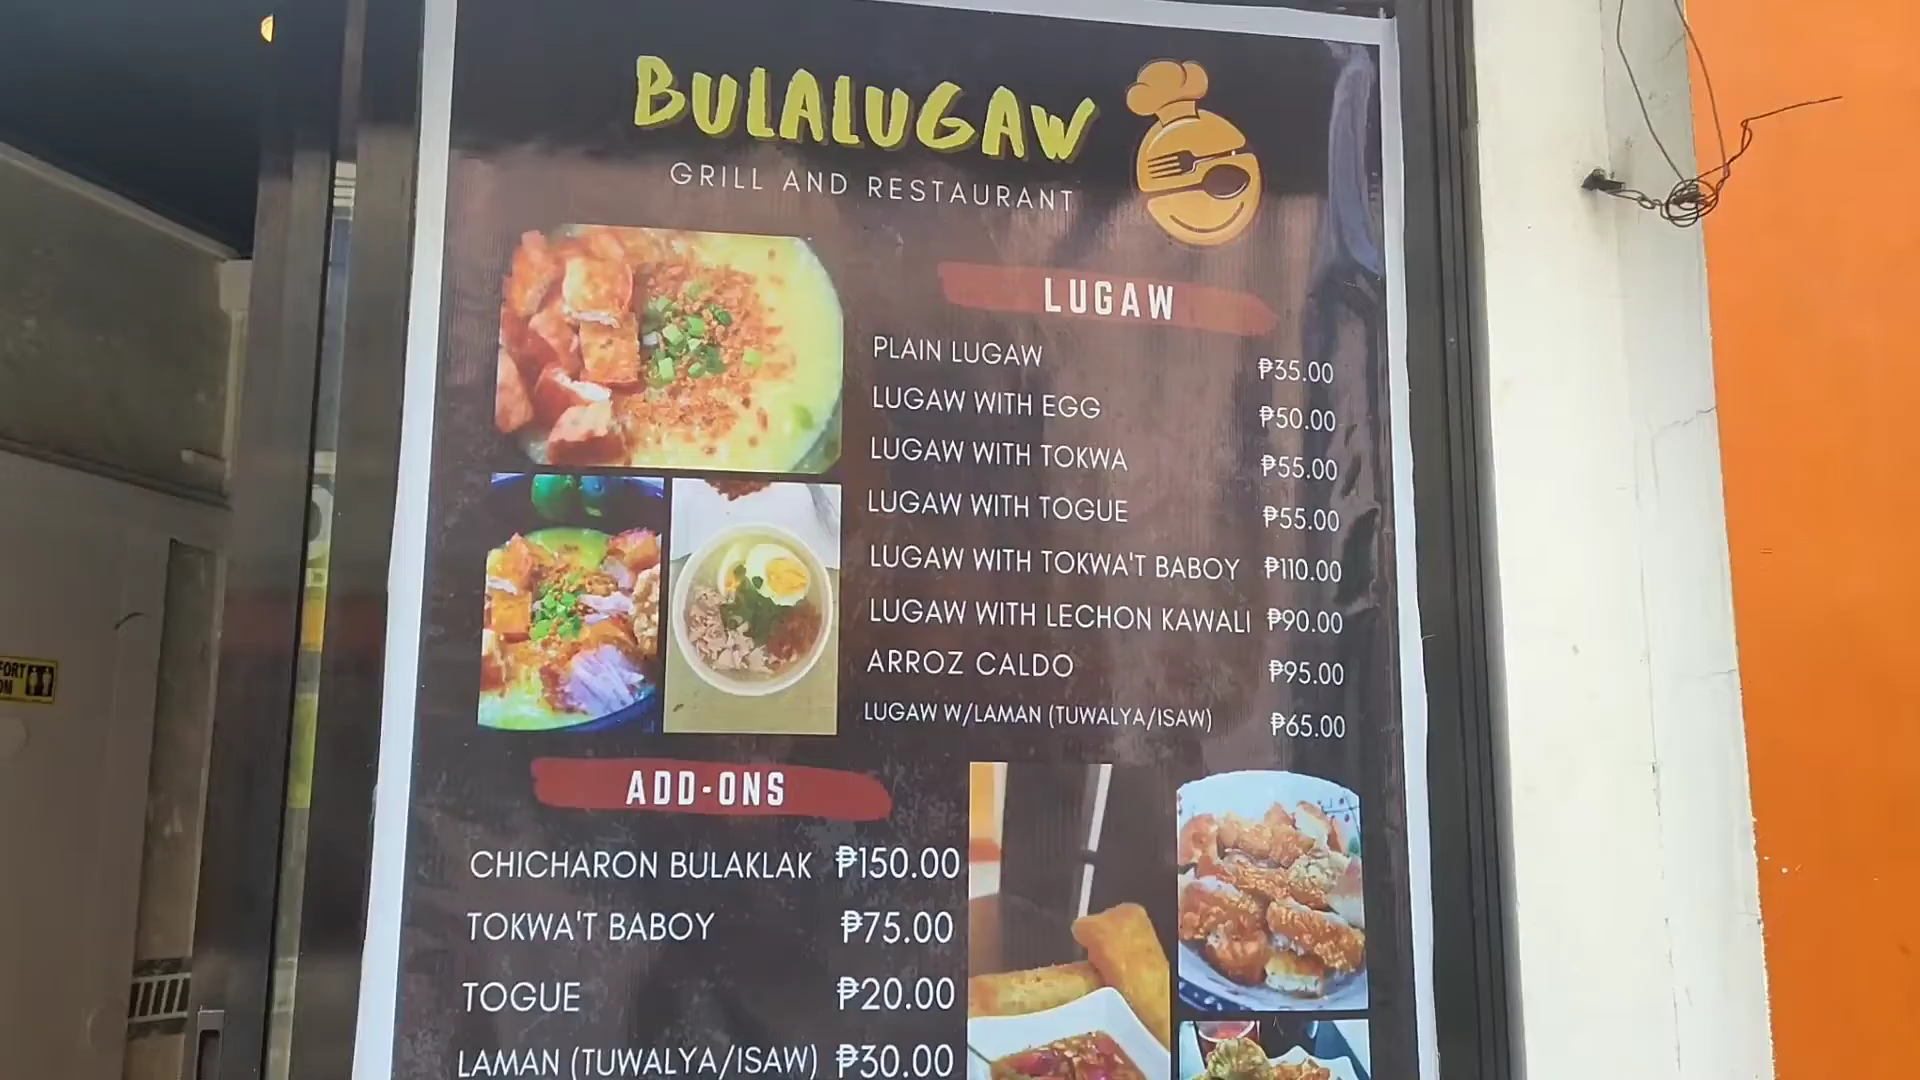 BULALUGAW
GRILL AND RESTAURANT
LUGAW
PLAIN LUGAW ₱35.00
LUGAW WITH EGG ₱50.00
LUGAW WITH TOKWA ₱55.00
LUGAW WITH TOGUE ₱55.00
LUGAW WITH TOKWA'T BABOY ₱110.00
LUGAW WITH LECHON KAWALI ₱90.00
ARROZ CALDO ₱95.00
LUGAW W/LAMAN (TUWALYA/ISAW) ₱65.00
ADD-ONS
CHICHARON BULAKLAK ₱150.00
TOKWA'T BABOY ₱75.00
TOGUE ₱20.00
LAMAN (TUWALYA/ISAW) ₱30.00